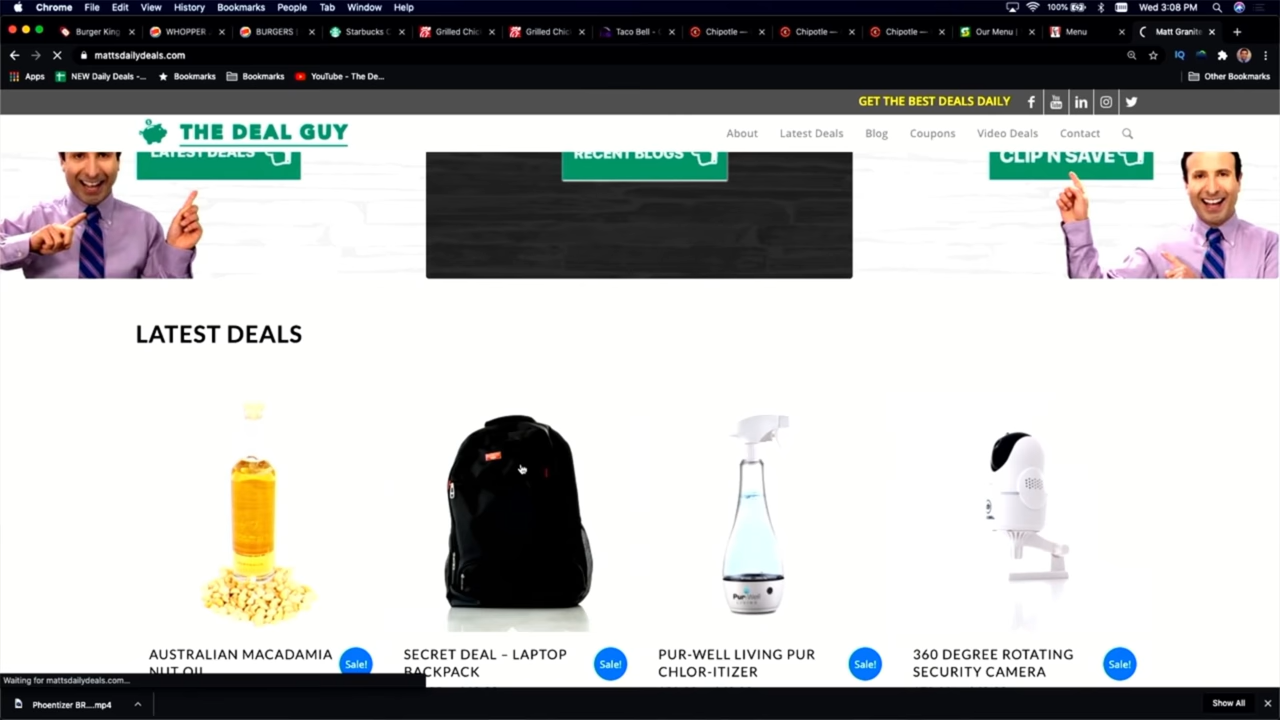 Chrome File Edit View History Bookmarks People Tab Window Help 100% Wed 3:08 PM
Burger King WHOPPER BURGERS | Starbucks C Grilled Chic Grilled Chic Taco Bell - Chipotle — Chipotle — Chipotle — Our Menu | Menu Matt Granite
mattsdailydeals.com IQ
Apps NEW Daily Deals -... Bookmarks Bookmarks YouTube - The De... Other Bookmarks
GET THE BEST DEALS DAILY
THE DEAL GUY About Latest Deals Blog Coupons Video Deals Contact
LATEST DEALS RECENT BLOGS CLIP N SAVE
LATEST DEALS
Pur-Well
AUSTRALIAN MACADAMIA
NUT OIL
Sale!
SECRET DEAL – LAPTOP
BACKPACK
Sale!
PUR-WELL LIVING PUR
CHLOR-ITIZER
Sale!
360 DEGREE ROTATING
SECURITY CAMERA
Sale!
Waiting for mattsdailydeals.com...
Phoentizer BR....mp4 Show All